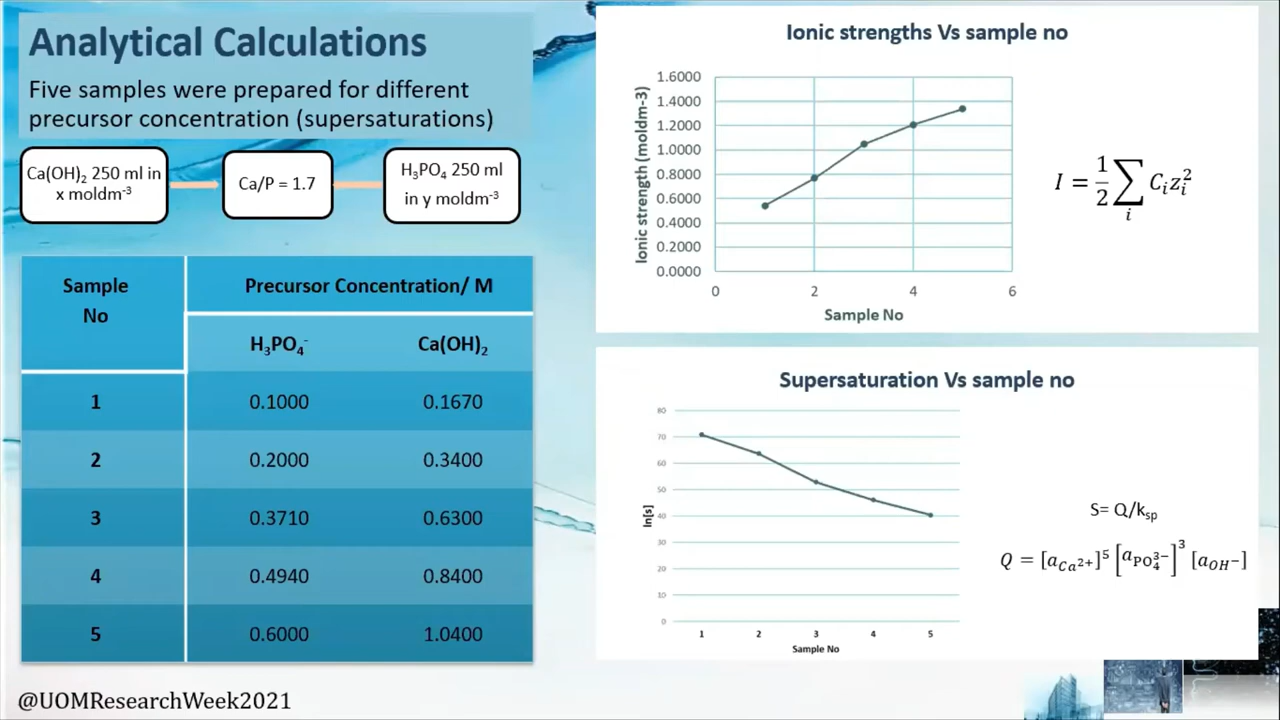 Analytical Calculations
Five samples were prepared for different
precursor concentration (supersaturations)
Ca(OH)₂ 250 ml in
x moldm⁻³
Ca/P = 1.7
H₃PO₄ 250 ml
in y moldm⁻³
Sample
No
Precursor Concentration/ M
H₃PO₄⁻
Ca(OH)₂
1 0.1000 0.1670
2 0.2000 0.3400
3 0.3710 0.6300
4 0.4940 0.8400
5 0.6000 1.0400
@UOMResearchWeek2021
Ionic strengths Vs sample no
Ionic strength (moldm-3)
1.6000
1.4000
1.2000
1.0000
0.8000
0.6000
0.4000
0.2000
0.0000
0 2 4 6
Sample No
I = 1/2 ∑ᵢ Cᵢzᵢ²
Supersaturation Vs sample no
ln[s]
80
70
60
50
40
30
20
10
0
1 2 3 4 5
Sample No
S= Q/kₛₚ
Q = [a_Ca²⁺]⁵ [a_PO₄³⁻]³ [a_OH⁻]